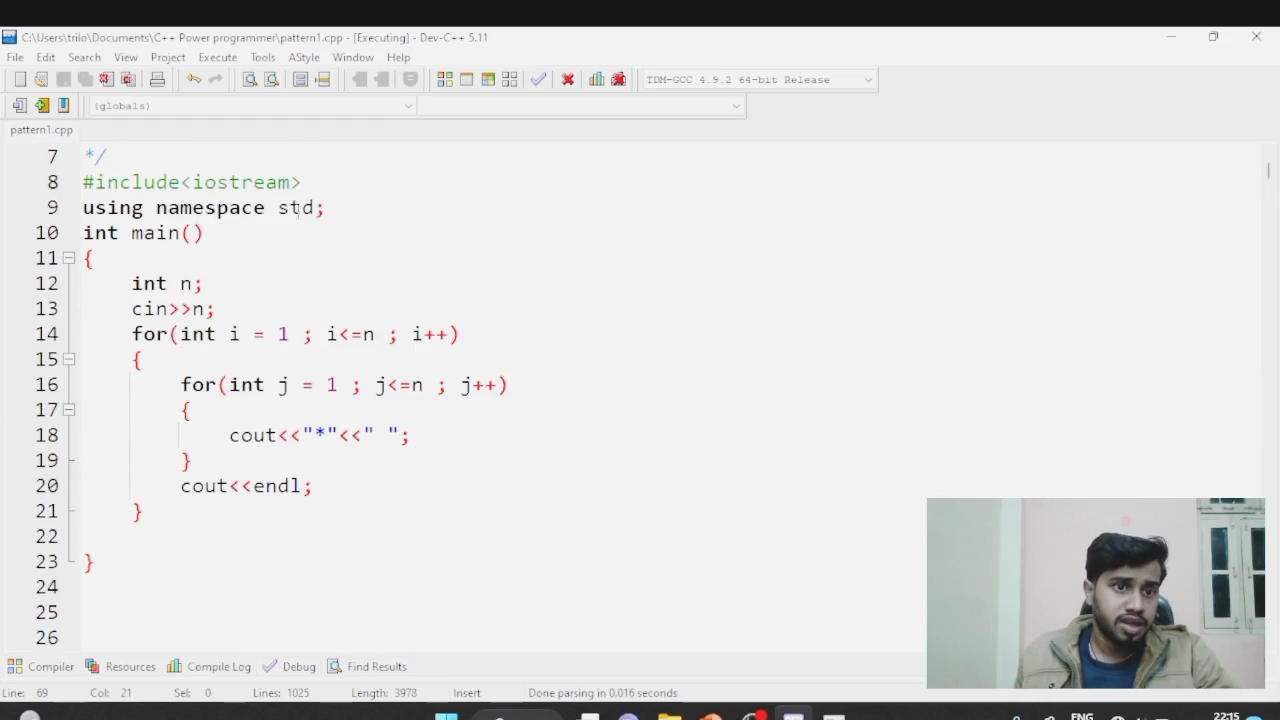 C:\Users\trilo\Documents\C++ Power programmer\pattern1.cpp - [Executing] - Dev-C++ 5.11
File Edit Search View Project Execute Tools AStyle Window Help
TDM-GCC 4.9.2 64-bit Release
(globals)
pattern1.cpp
7 */
8 #include<iostream>
9 using namespace std;
10 int main()
11 {
12 int n;
13 cin>>n;
14 for(int i = 1 ; i<=n ; i++)
15 {
16 for(int j = 1 ; j<=n ; j++)
17 {
18 cout<<"*"<<" ";
19 }
20 cout<<endl;
21 }
22
23 }
24
25
26
Compiler Resources Compile Log Debug Find Results
Line: 69 Col: 21 Sel: 0 Lines: 1025 Length: 3978 Insert Done parsing in 0.016 seconds
ENG 22:15